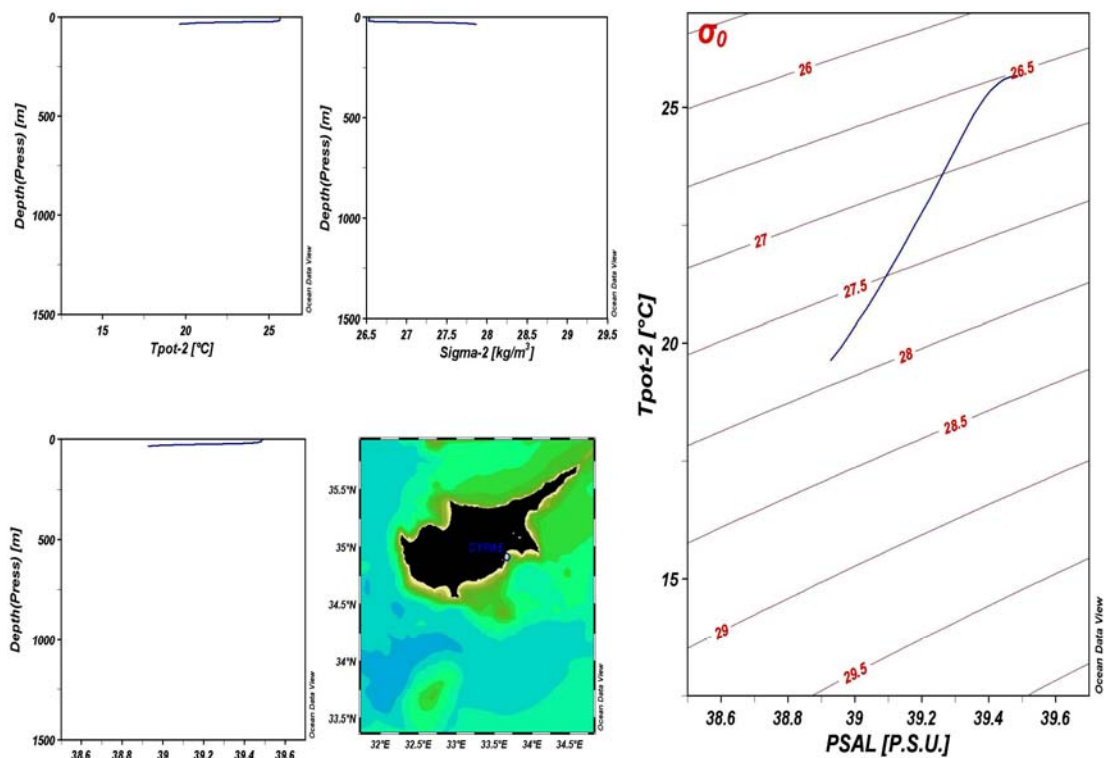 0
500
1000
1500
Depth(Press) [m]
15
20
25
Tpot-2 [°C]
Ocean Data View
0
500
1000
1500
Depth(Press) [m]
26.5
27
27.5
28
28.5
29
29.5
Sigma-2 [kg/m³]
Ocean Data View
0
500
1000
1500
Depth(Press) [m]
38.6
38.8
39
39.2
39.4
39.6
Ocean Data View
35.5°N
35°N
34.5°N
34°N
33.5°N
32°E
32.5°E
33°E
33.5°E
34°E
34.5°E
Ocean Data View
σ0
26
26.5
27
27.5
28
28.5
29
29.5
25
20
15
Tpot-2 [°C]
38.6
38.8
39
39.2
39.4
39.6
PSAL [P.S.U.]
Ocean Data View